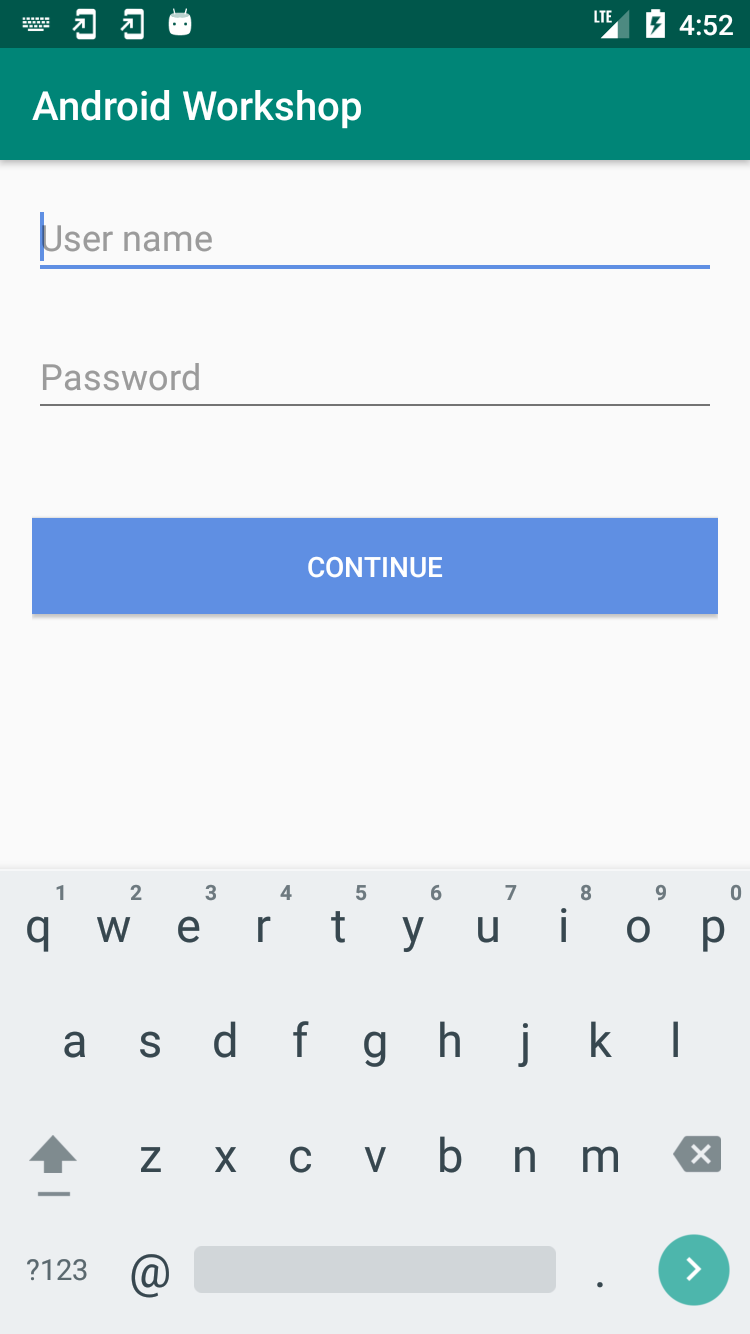 LTE 4:52
Android Workshop
User name
Password
CONTINUE
1 2 3 4 5 6 7 8 9 0
q w e r t y u i o p
a s d f g h j k l
z x c v b n m
?123 @ .